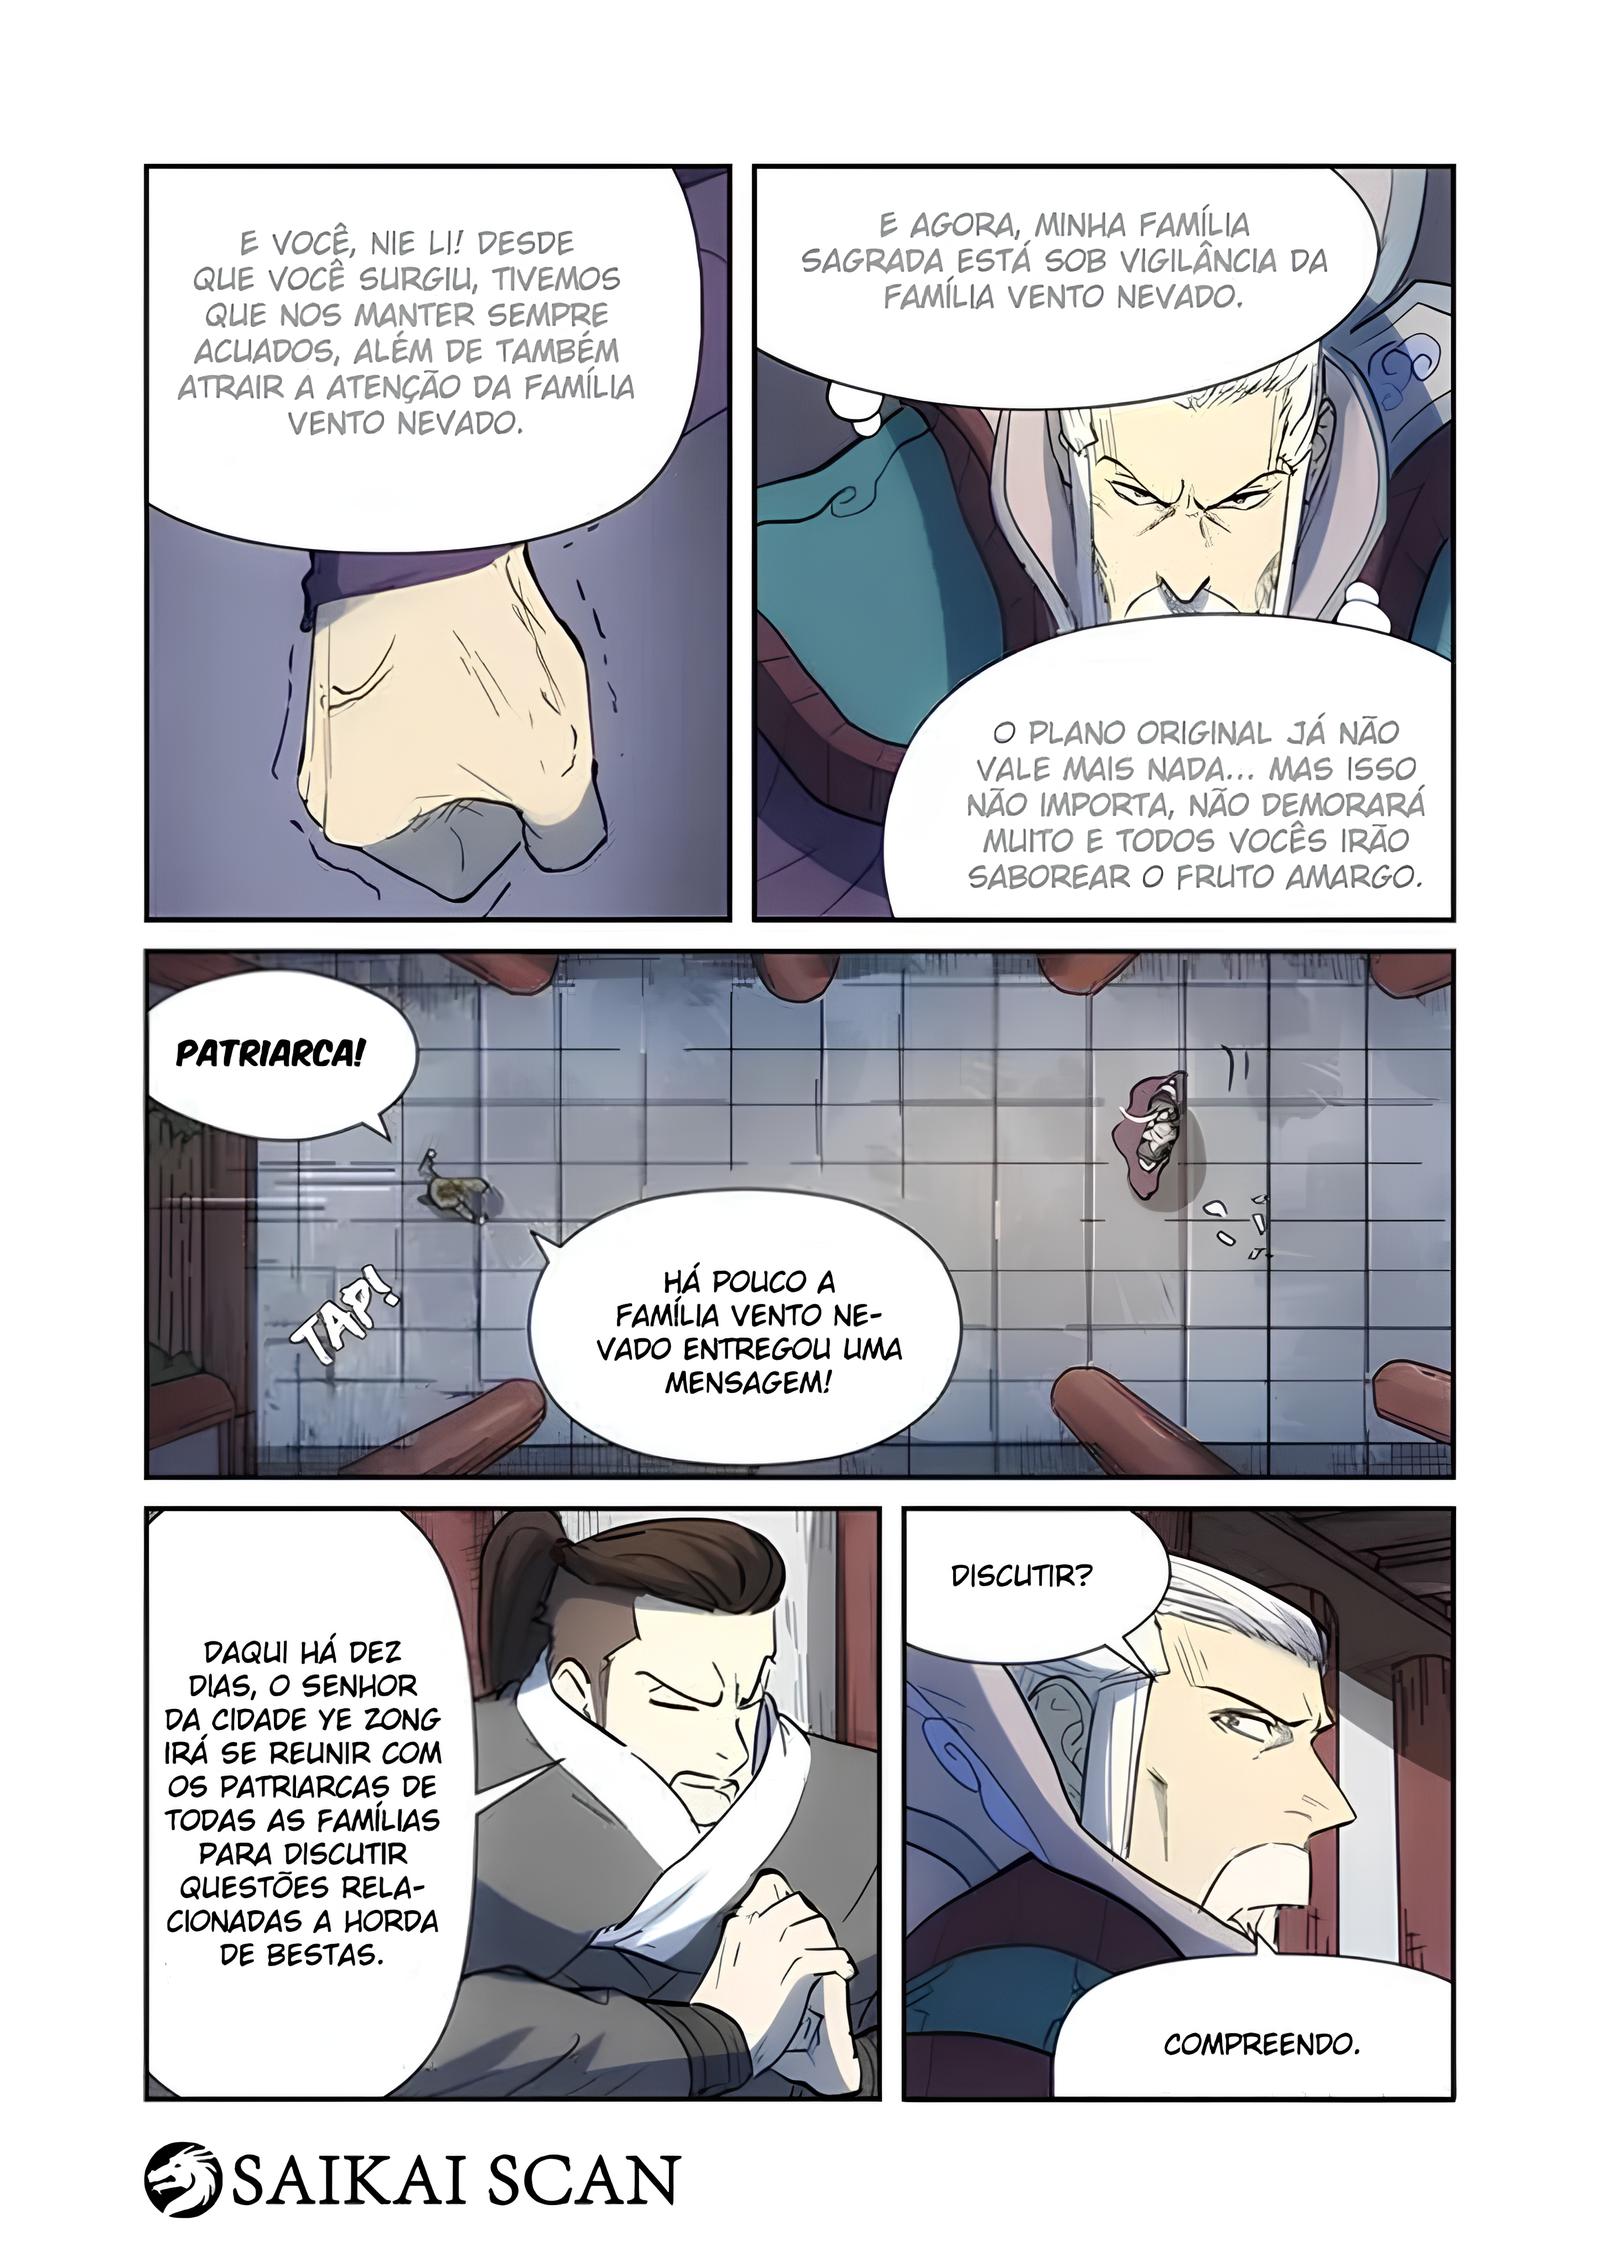 E VOCÊ, NIE LI! DESDE
QUE VOCÊ SURGIU, TIVEMOS
QUE NOS MANTER SEMPRE
ACUADOS, ALÉM DE TAMBÉM
ATRAIR A ATENÇÃO DA FAMÍLIA
VENTO NEVADO.
E AGORA, MINHA FAMÍLIA
SAGRADA ESTÁ SOB VIGILÂNCIA DA
FAMÍLIA VENTO NEVADO.
O PLANO ORIGINAL JÁ NÃO
VALE MAIS NADA... MAS ISSO
NÃO IMPORTA, NÃO DEMORARÁ
MUITO E TODOS VOCÊS IRÃO
SABOREAR O FRUTO AMARGO.
PATRIARCA!
TAP!
HÁ POUCO A
FAMÍLIA VENTO NE-
VADO ENTREGOU UMA
MENSAGEM!
DAQUI HÁ DEZ
DIAS, O SENHOR
DA CIDADE YE ZONG
IRÁ SE REUNIR COM
OS PATRIARCAS DE
TODAS AS FAMÍLIAS
PARA DISCUTIR
QUESTÕES RELA-
CIONADAS A HORDA
DE BESTAS.
DISCUTIR?
COMPREENDO.
SAIKAI SCAN